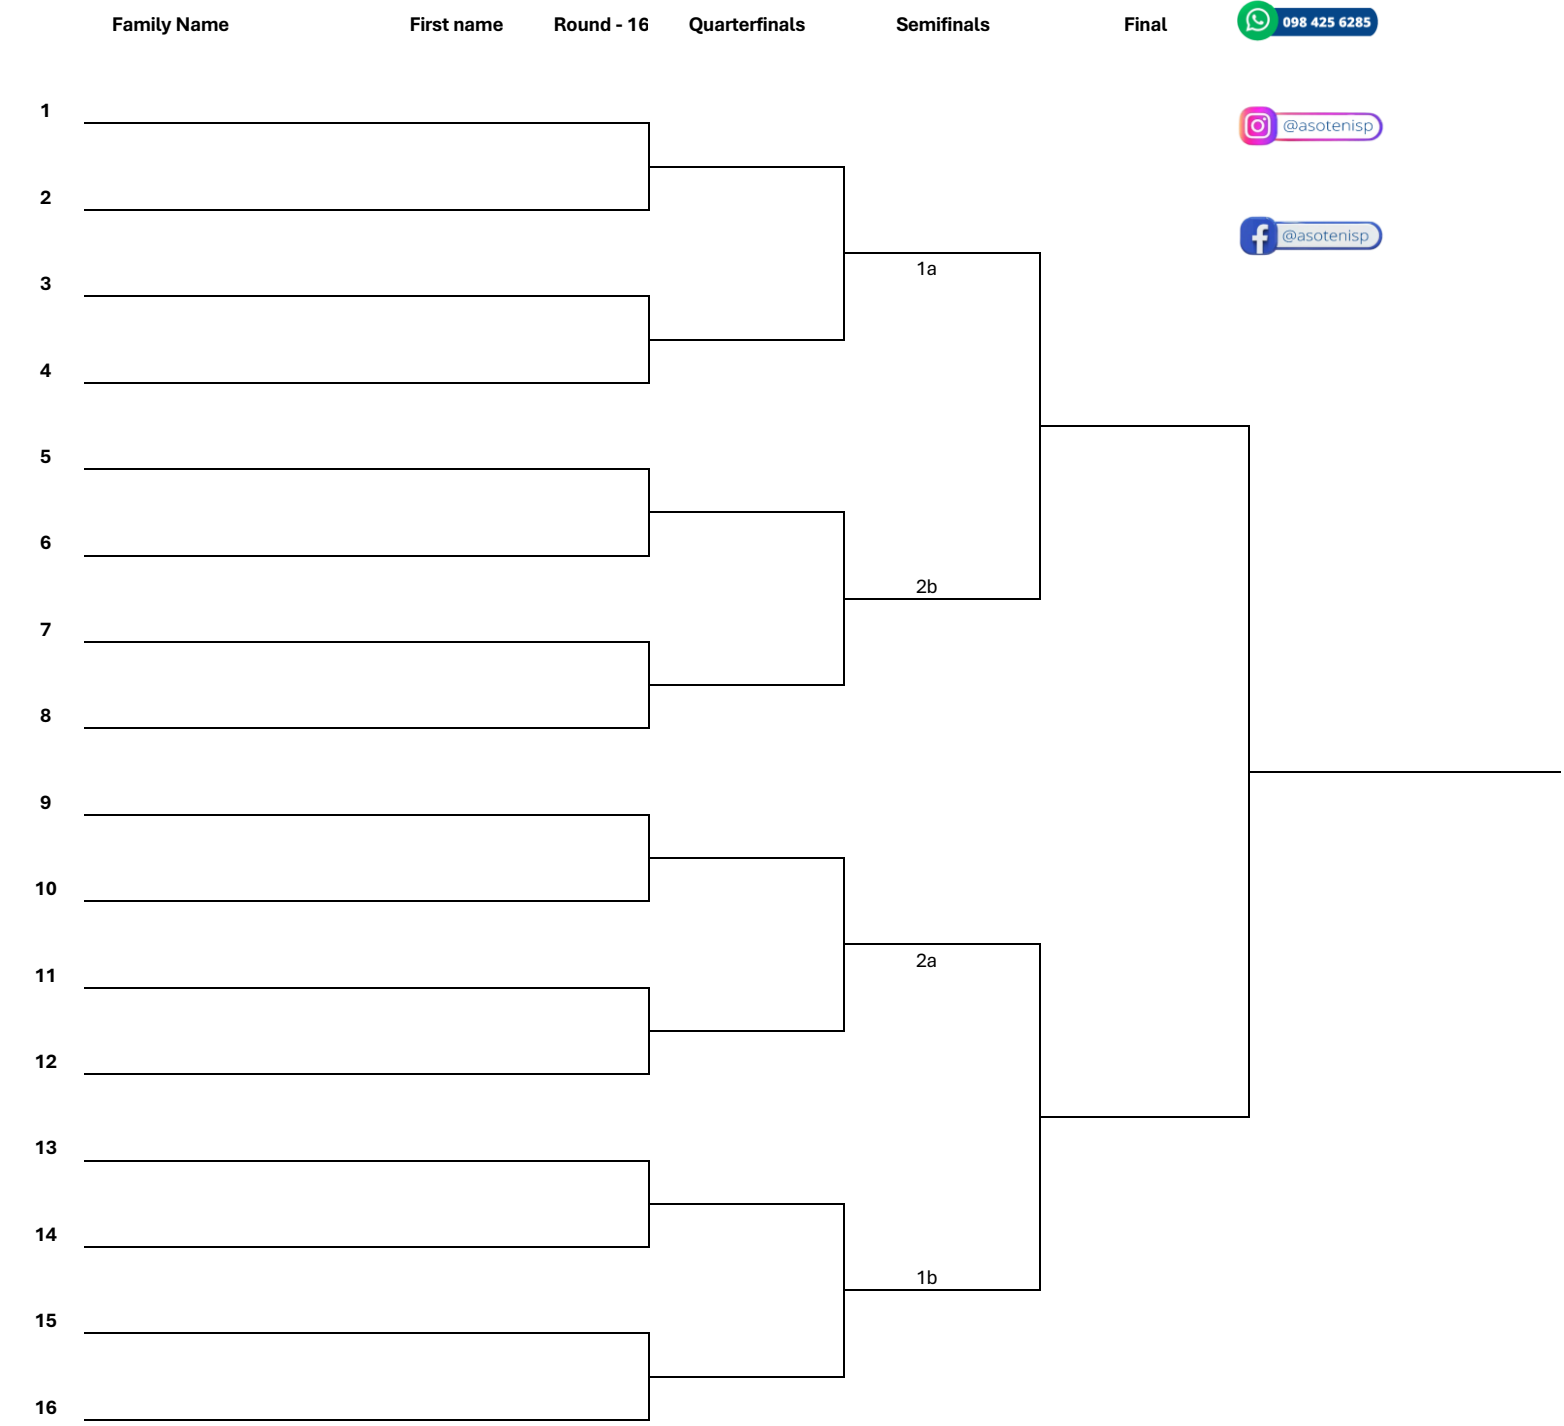 Family Name First name Round - 16 Quarterfinals Semifinals Final 098 425 6285
1
@asotenisp
2
@asotenisp
1a
3
4
5
6
2b
7
8
9
10
2a
11
12
13
14
1b
15
16